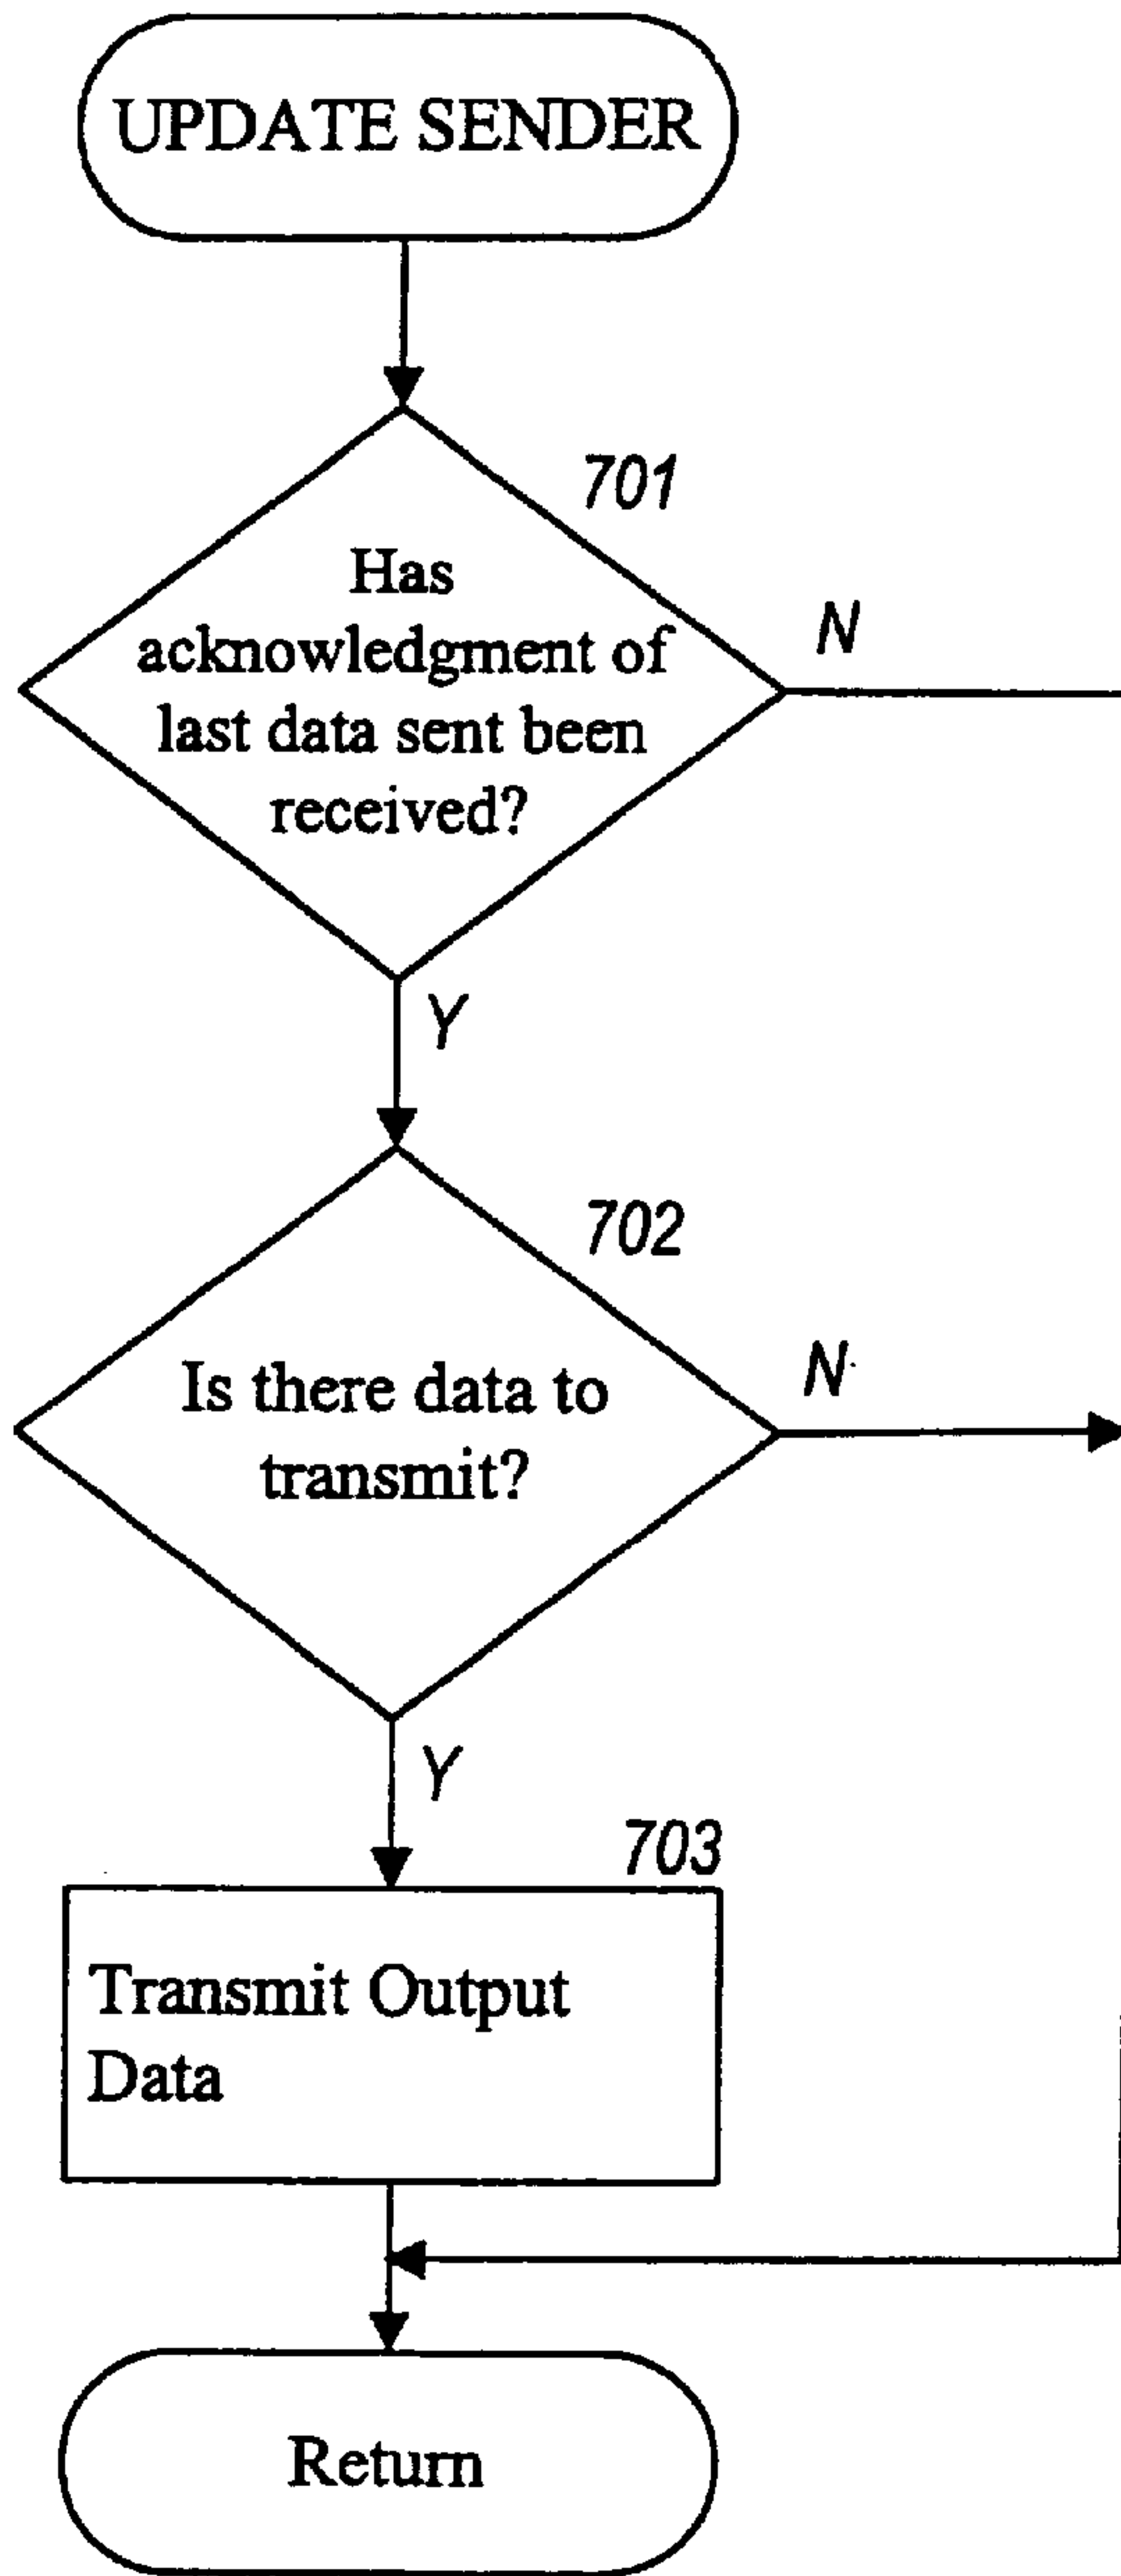 UPDATE SENDER
701
Has
acknowledgment of
last data sent been
received?
N
Y
702
Is there data to
transmit?
N
Y
703
Transmit Output
Data
Return